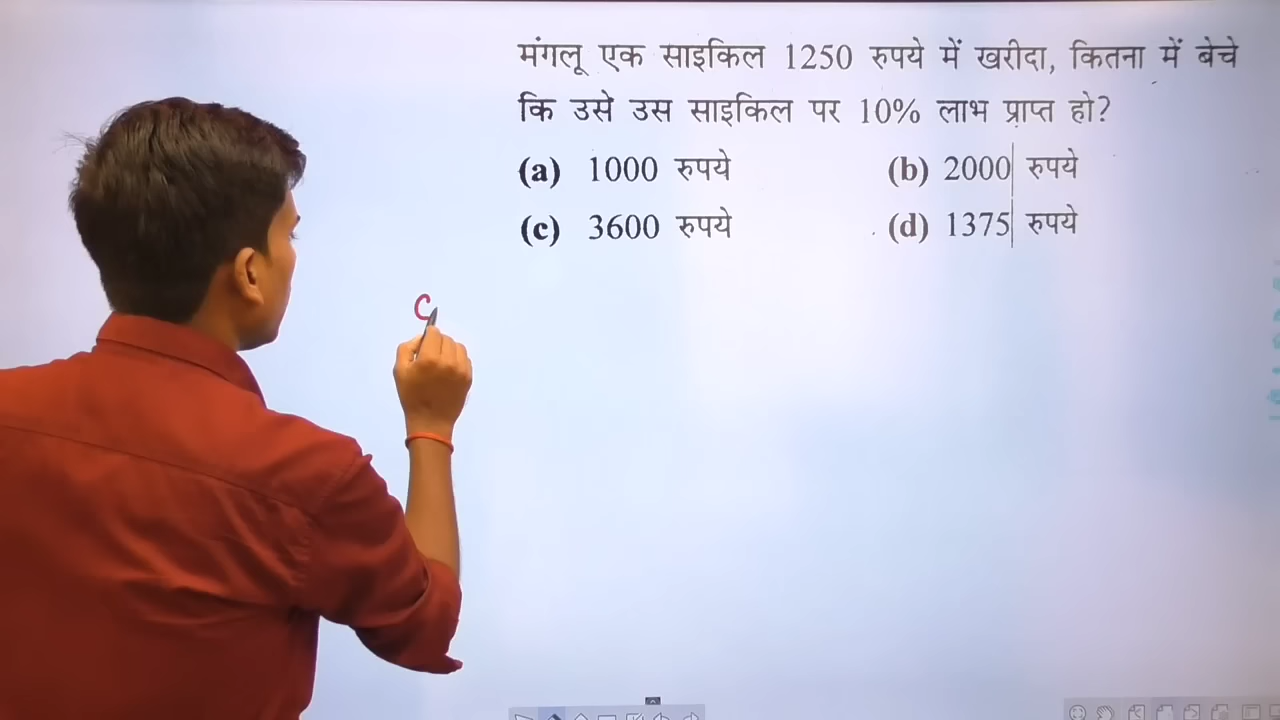 मंगलू एक साइकिल 1250 रुपये में खरीदा, कितना में बेचे
कि उसे उस साइकिल पर 10% लाभ प्राप्त हो?
(a) 1000 रुपये (b) 2000 रुपये
(c) 3600 रुपये (d) 1375 रुपये
C